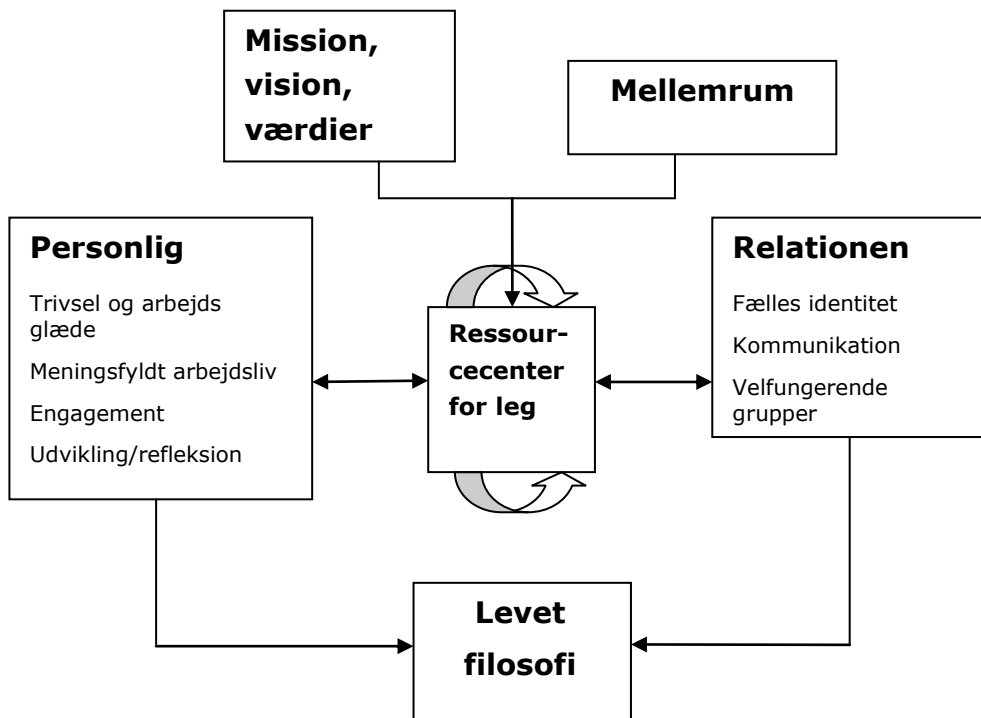 Mission,
vision,
værdier
Mellemrum
Personlig
Trivsel og arbejds
glæde
Meningsfyldt arbejdsliv
Engagement
Udvikling/refleksion
Ressour-
cecenter
for leg
Relationen
Fælles identitet
Kommunikation
Velfungerende
grupper
Levet
filosofi